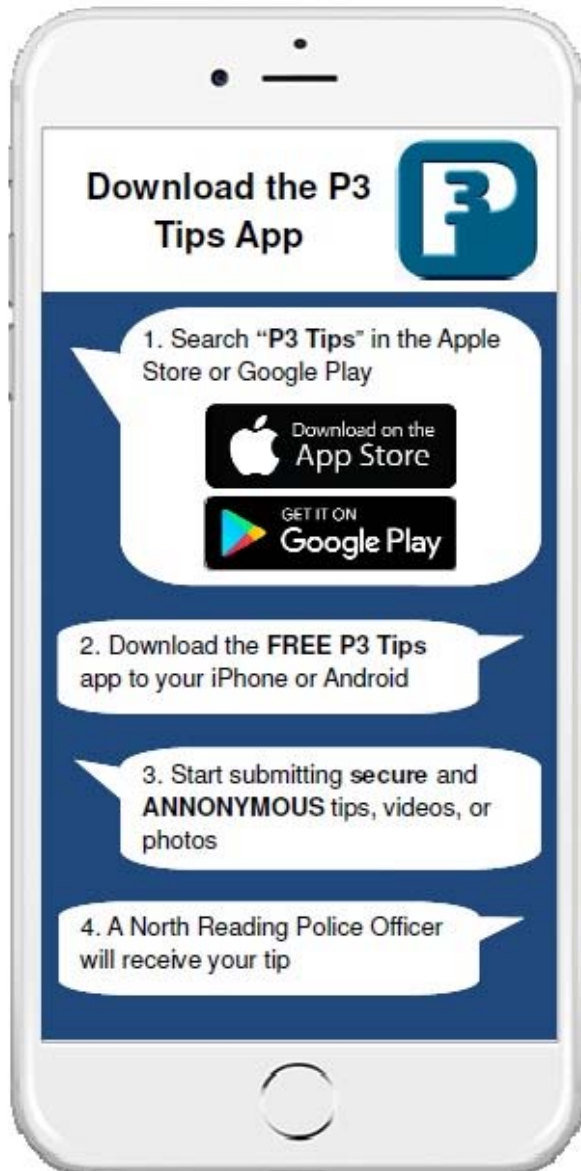 Download the P3
Tips App
P3
1. Search “P3 Tips” in the Apple
Store or Google Play
Download on the
App Store
GET IT ON
Google Play
2. Download the FREE P3 Tips
app to your iPhone or Android
3. Start submitting secure and
ANNONYMOUS tips, videos, or
photos
4. A North Reading Police Officer
will receive your tip